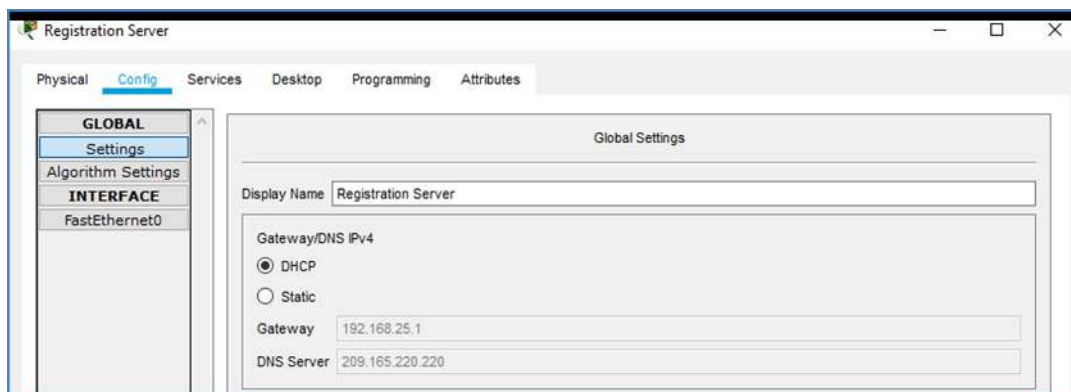 Registration Server
Physical Config Services Desktop Programming Attributes
GLOBAL
Settings
Algorithm Settings
INTERFACE
FastEthernet0
Global Settings
Display Name Registration Server
Gateway/DNS IPv4
DHCP
Static
Gateway 192.168.25.1
DNS Server 209.165.220.220